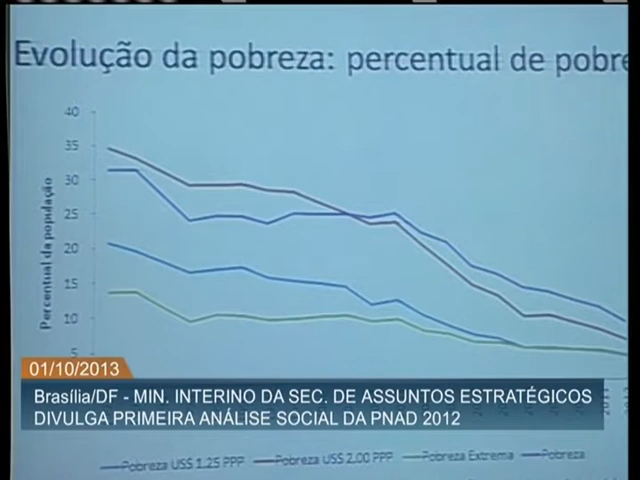 Evolução da pobreza: percentual de pobre
40
35
30
25
20
15
10
5
Percentual da população
01/10/2013
Brasília/DF - MIN. INTERINO DA SEC. DE ASSUNTOS ESTRATÉGICOS
DIVULGA PRIMEIRA ANÁLISE SOCIAL DA PNAD 2012
Pobreza US$ 1.25 PPP Pobreza US$ 2.00 PPP Pobreza Extrema Pobreza